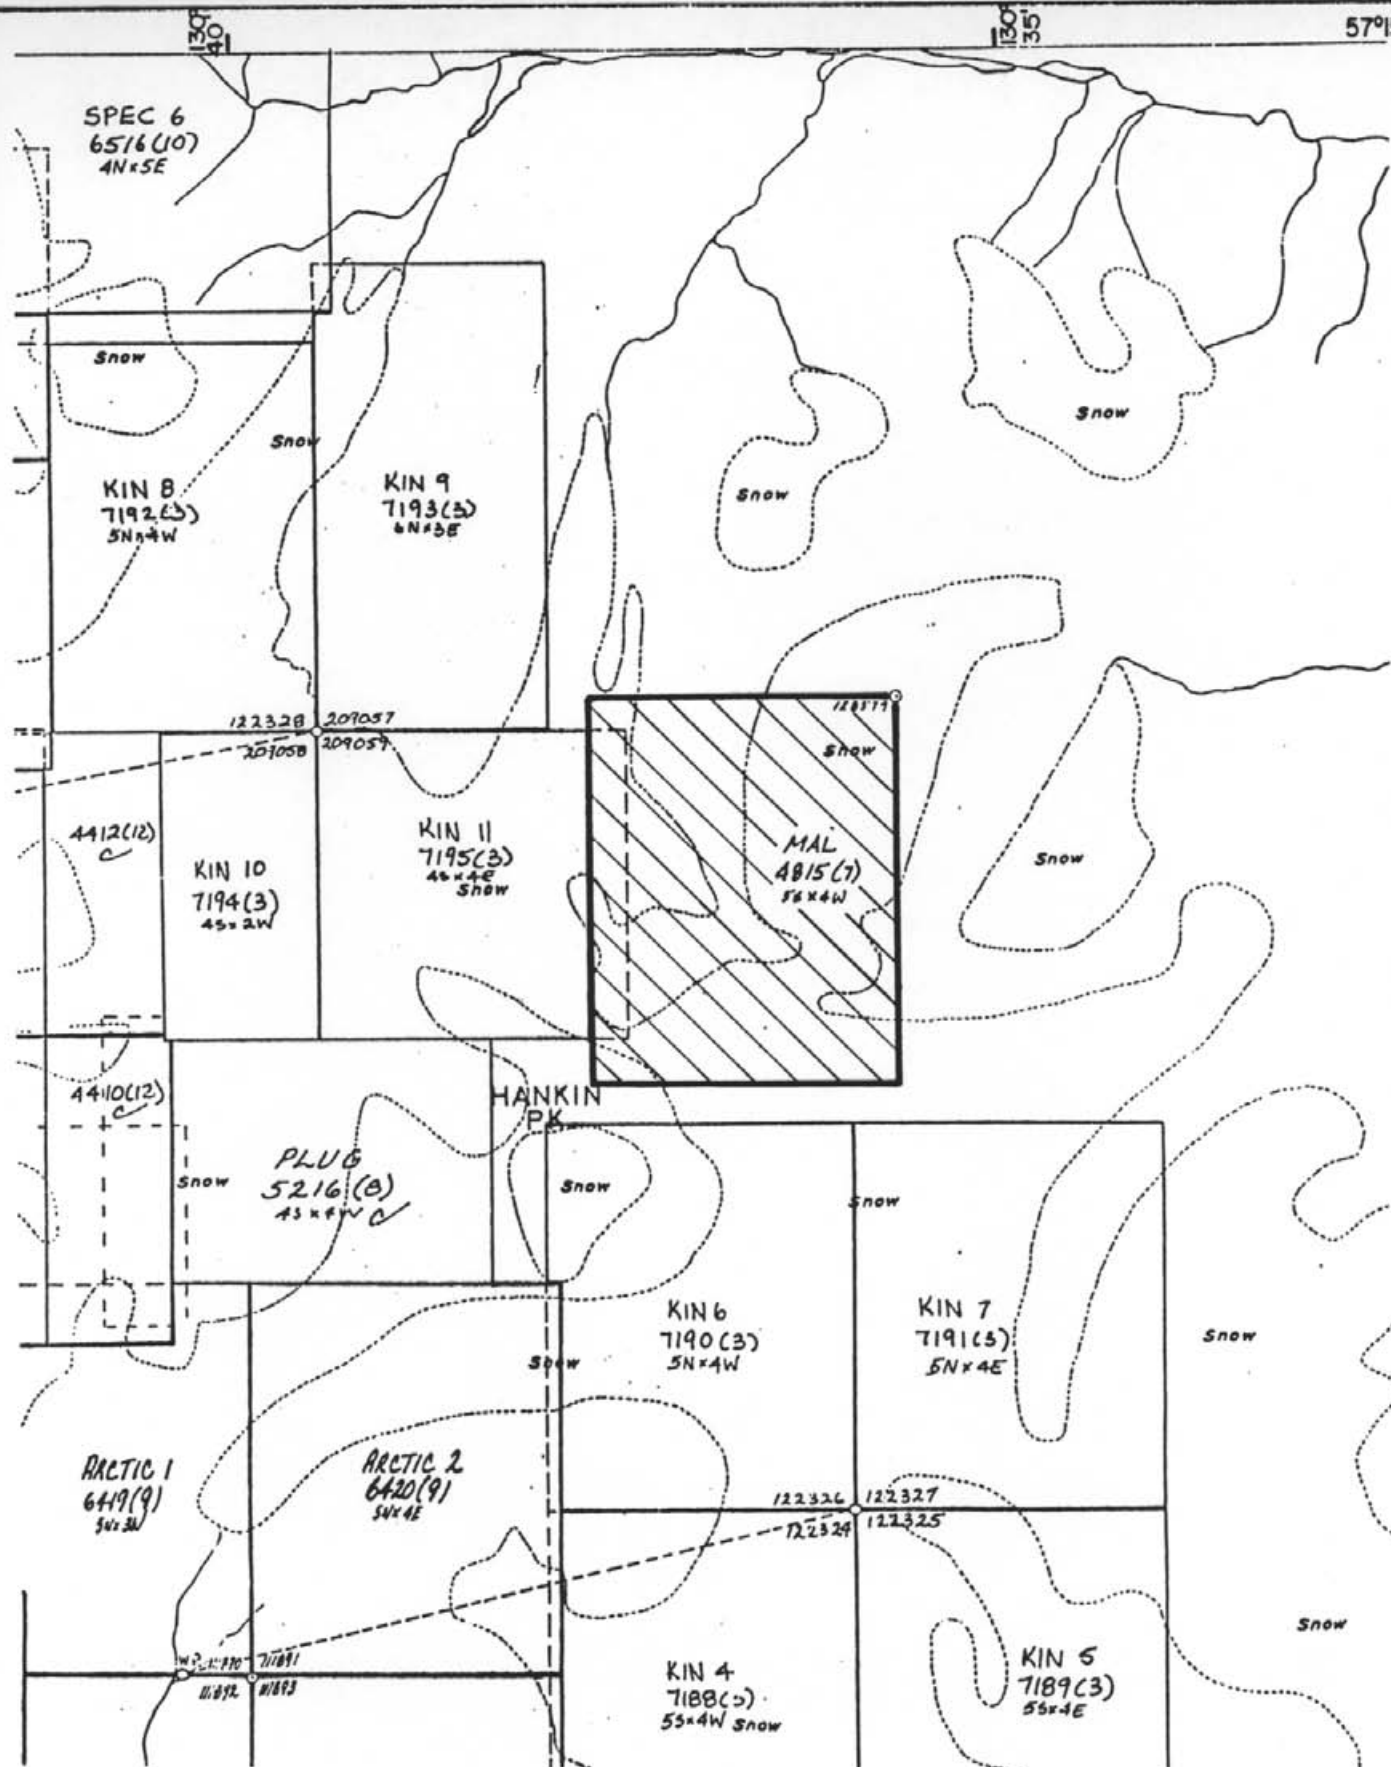 130°
40'
130°
35'
57°1
SPEC 6
6516(10)
4N×5E
Snow
Snow
KIN 8
7192(3)
5N×4W
KIN 9
7193(3)
6N×3E
Snow
Snow
122328 209057
209058 209059
4412(12)
C
KIN 10
7194(3)
4S×2W
KIN 11
7195(3)
4S×4E
Snow
Snow
MAL
4815(7)
5S×4W
Snow
4410(12)
C
HANKIN
PK
PLUG
5216(8)
4S×4W C
Snow
Snow
Snow
KIN 6
7190(3)
5N×4W
KIN 7
7191(3)
5N×4E
Snow
Snow
ARCTIC 1
6419(9)
5N×3W
ARCTIC 2
6420(9)
5N×4E
122326 122327
122324 122325
Snow
111891
111892 111893
KIN 4
7188(3)
5S×4W Snow
KIN 5
7189(3)
5S×4E